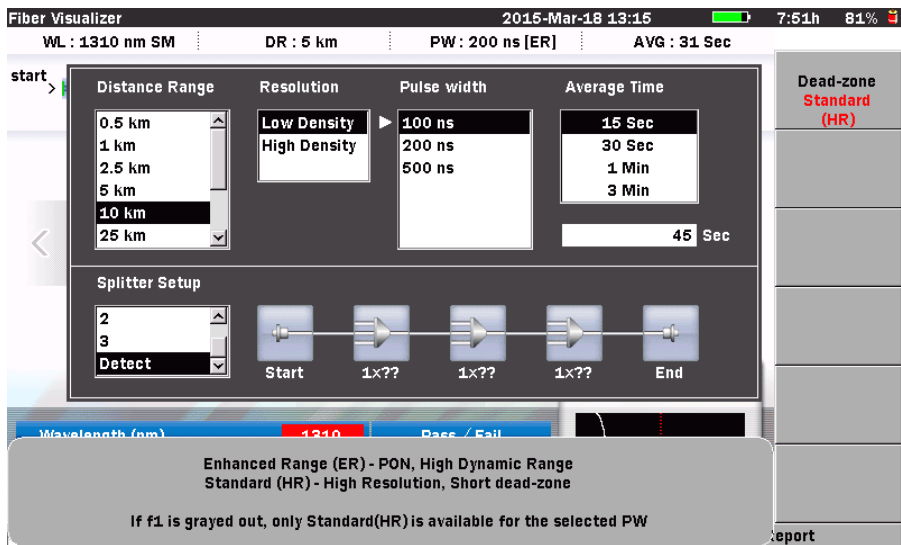 Fiber Visualizer 2015-Mar-18 13:15 7:51h 81%
WL : 1310 nm SM DR : 5 km PW : 200 ns [ER] AVG : 31 Sec
start
Dead-zone
Standard
(HR)
Distance Range Resolution Pulse width Average Time
0.5 km
1 km
2.5 km
5 km
10 km
25 km
Low Density
High Density
100 ns
200 ns
500 ns
15 Sec
30 Sec
1 Min
3 Min
45 Sec
Splitter Setup
2
3
Detect
Start 1x?? 1x?? 1x?? End
Wavelength (nm) 1310 Pass / Fail
Enhanced Range (ER) - PON, High Dynamic Range
Standard (HR) - High Resolution, Short dead-zone
If f1 is grayed out, only Standard(HR) is available for the selected PW